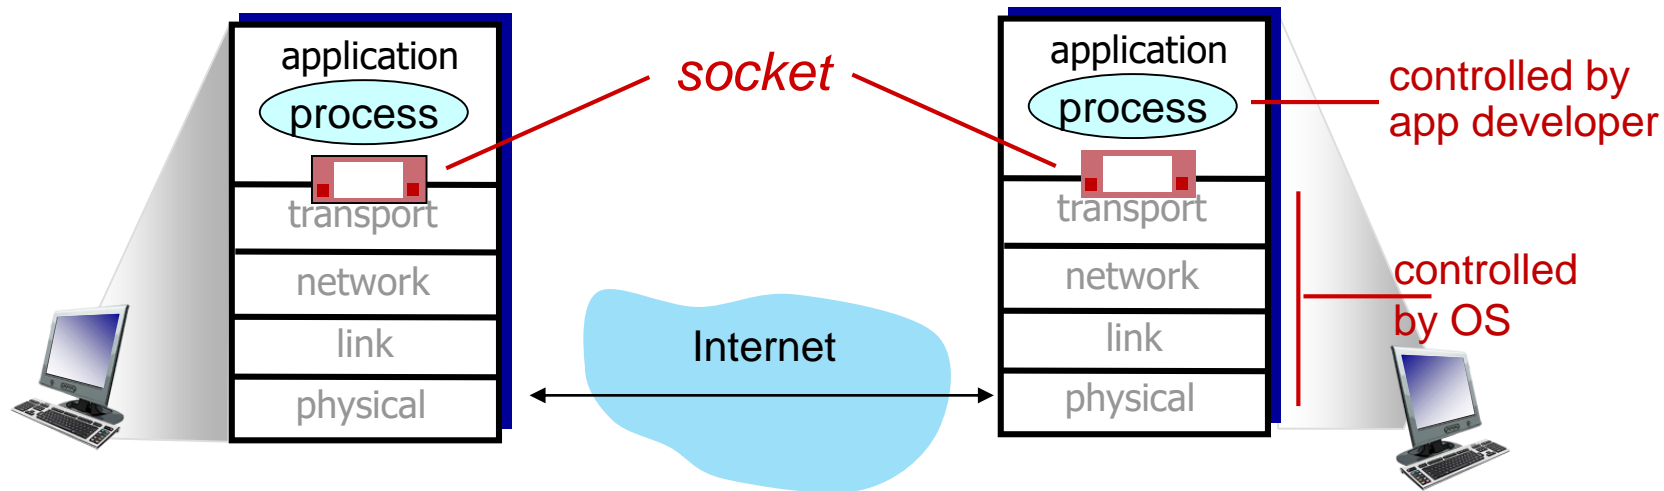 application
process
transport
network
link
physical
socket
Internet
application
process
transport
network
link
physical
controlled by
app developer
controlled
by OS